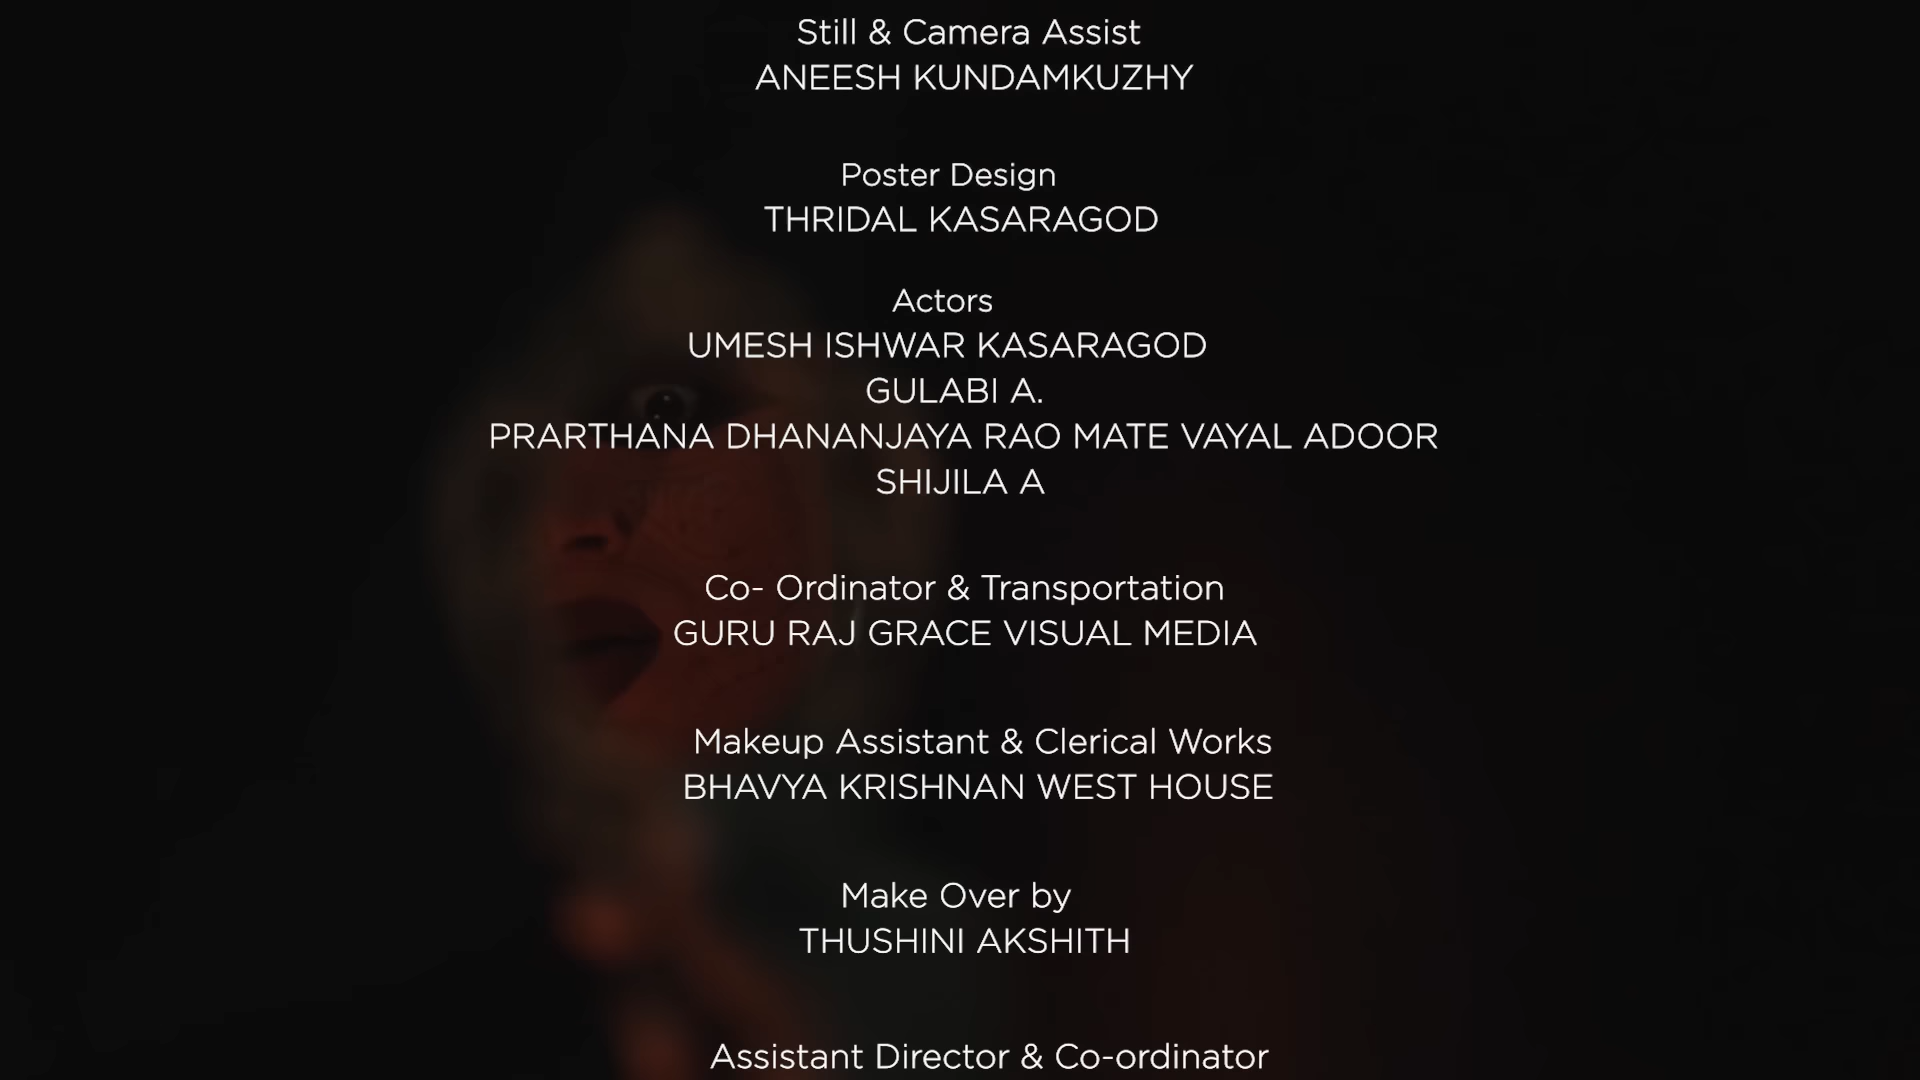 Still & Camera Assist
ANEESH KUNDAMKUZHY
Poster Design
THRIDAL KASARAGOD
Actors
UMESH ISHWAR KASARAGOD
GULABI A.
PRARTHANA DHANANJAYA RAO MATE VAYAL ADOOR
SHIJILA A
Co- Ordinator & Transportation
GURU RAJ GRACE VISUAL MEDIA
Makeup Assistant & Clerical Works
BHAVYA KRISHNAN WEST HOUSE
Make Over by
THUSHINI AKSHITH
Assistant Director & Co-ordinator